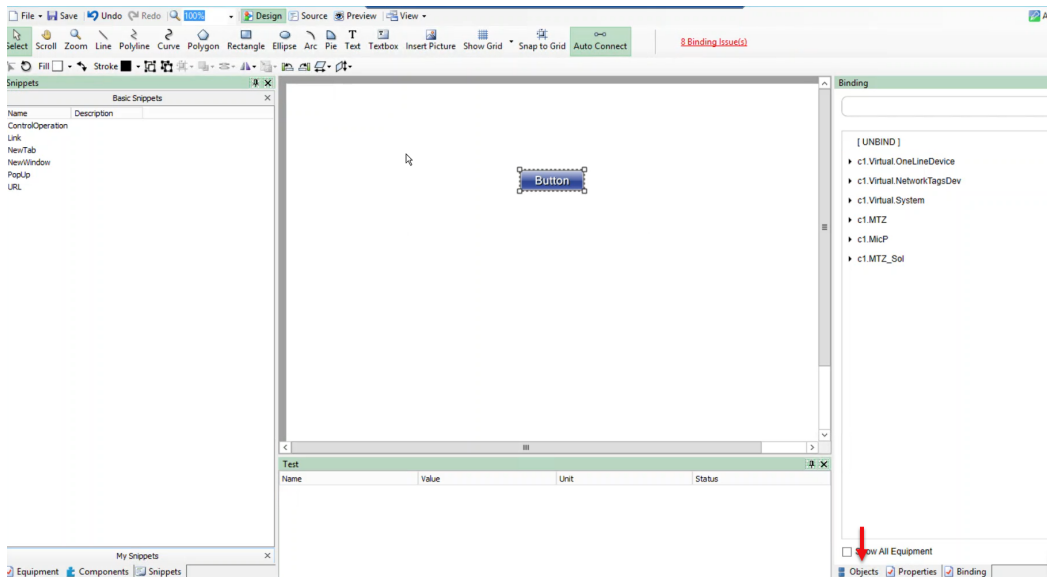 File Save Undo Redo 100% Design Source Preview View
Select Scroll Zoom Line Polyline Curve Polygon Rectangle Ellipse Arc Pie Text Textbox Insert Picture Show Grid Snap to Grid Auto Connect 8 Binding Issue(s)
Fill Stroke
Snippets
Basic Snippets
Name Description
ControlOperation
Link
NewTab
NewWindow
PopUp
URL
My Snippets
Equipment Components Snippets
Button
Test
Name Value Unit Status
Binding
[ UNBIND ]
c1.Virtual.OneLineDevice
c1.Virtual.NetworkTagsDev
c1.Virtual.System
c1.MTZ
c1.MicP
c1.MTZ_Sol
Show All Equipment
Objects Properties Binding